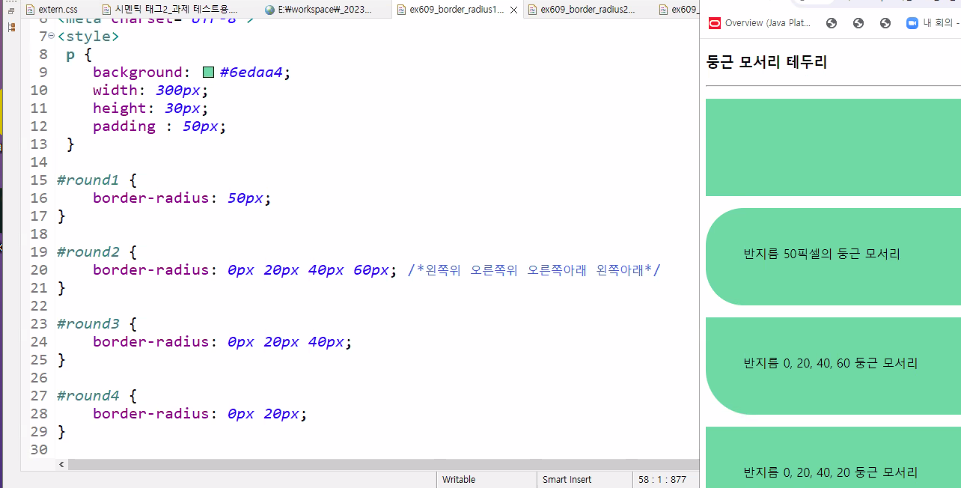 extern.css
시멘틱 태그2_과제 테스트용....
E:￦workspace￦_2023...
ex609_border_radius1...
ex609_border_radius2...
ex609_
Overview (Java Plat...
내 회의 -
6 <meta charset="UTF-8">
7 <style>
8 p {
9 background: #6edaa4;
10 width: 300px;
11 height: 30px;
12 padding : 50px;
13 }
14
15 #round1 {
16 border-radius: 50px;
17 }
18
19 #round2 {
20 border-radius: 0px 20px 40px 60px; /*왼쪽위 오른쪽위 오른쪽아래 왼쪽아래*/
21 }
22
23 #round3 {
24 border-radius: 0px 20px 40px;
25 }
26
27 #round4 {
28 border-radius: 0px 20px;
29 }
30
Writable
Smart Insert
58 : 1 : 877
둥근 모서리 테두리
반지름 50픽셀의 둥근 모서리
반지름 0, 20, 40, 60 둥근 모서리
반지름 0, 20, 40, 20 둥근 모서리